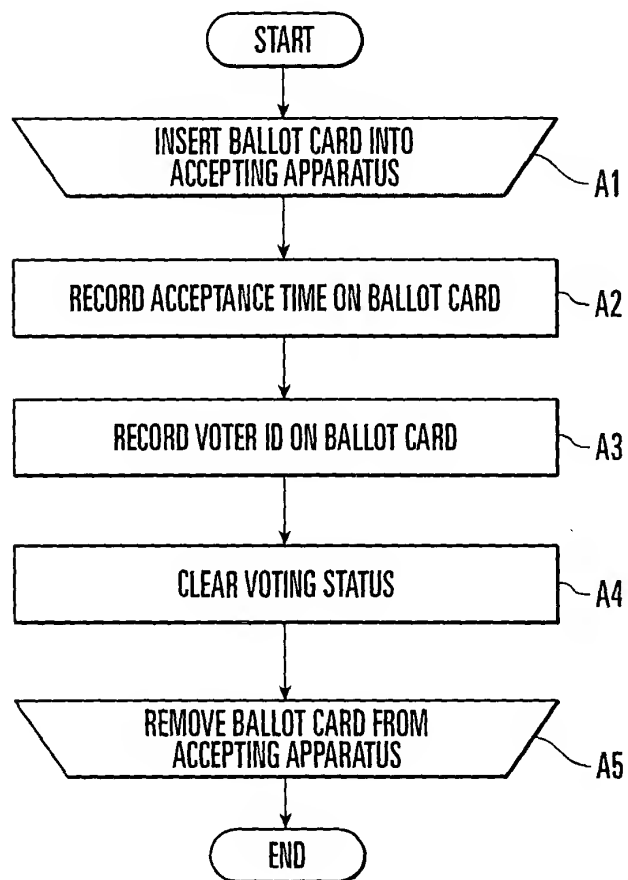 START
INSERT BALLOT CARD INTO
ACCEPTING APPARATUS
A1
RECORD ACCEPTANCE TIME ON BALLOT CARD
A2
RECORD VOTER ID ON BALLOT CARD
A3
CLEAR VOTING STATUS
A4
REMOVE BALLOT CARD FROM
ACCEPTING APPARATUS
A5
END